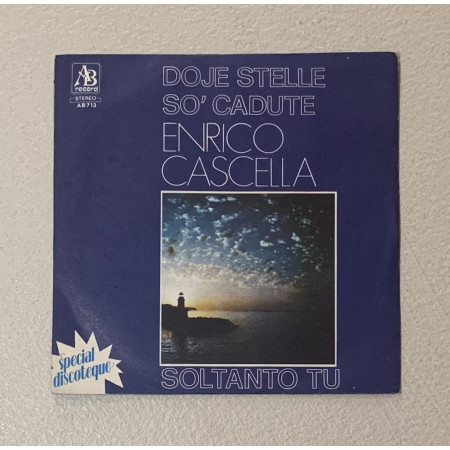 AB
record
STEREO
AB 713
DOJE STELLE
SO' CADUTE
ENRICO
CASCELLA
special
discoteque
SOLTANTO TU